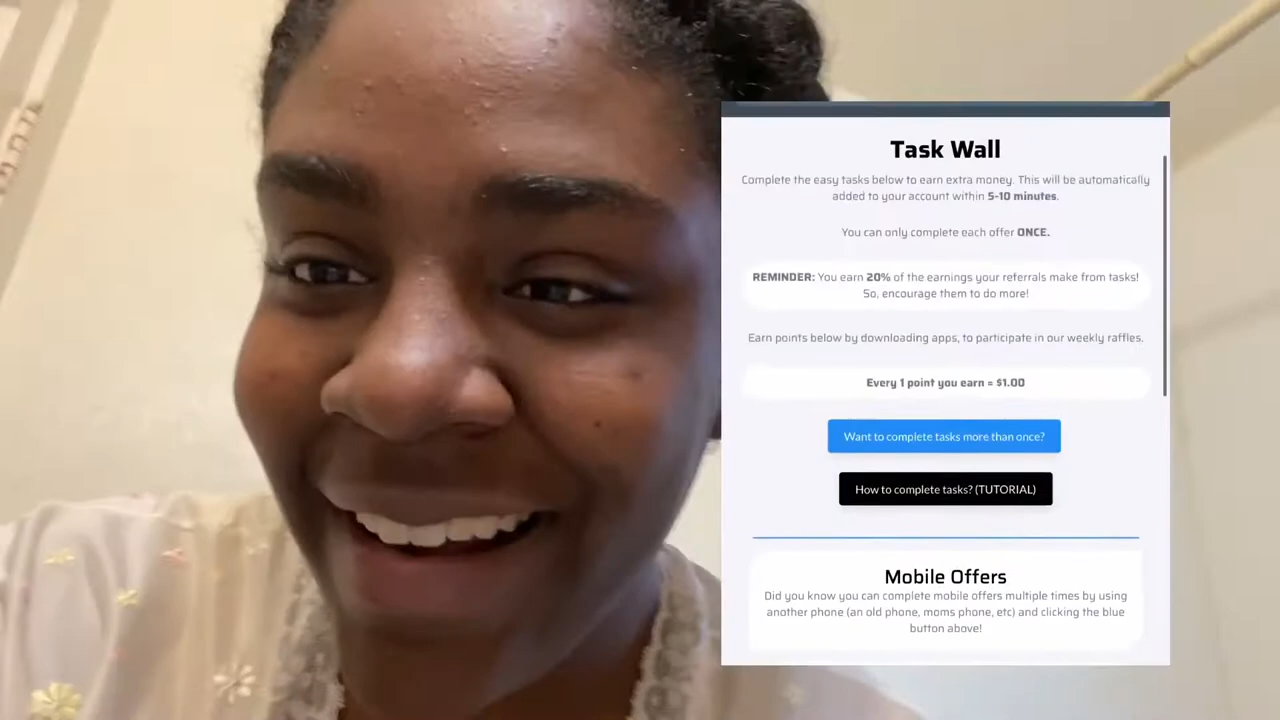 Task Wall
Complete the easy tasks below to earn extra money. This will be automatically
added to your account within 5-10 minutes.
You can only complete each offer ONCE.
REMINDER: You earn 20% of the earnings your referrals make from tasks!
So, encourage them to do more!
Earn points below by downloading apps, to participate in our weekly raffles.
Every 1 point you earn = $1.00
Want to complete tasks more than once?
How to complete tasks? (TUTORIAL)
Mobile Offers
Did you know you can complete mobile offers multiple times by using
another phone (an old phone, moms phone, etc) and clicking the blue
button above!